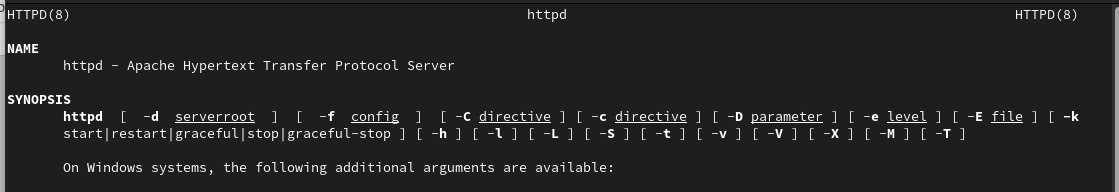 HTTPD(8) httpd HTTPD(8)
NAME
httpd - Apache Hypertext Transfer Protocol Server
SYNOPSIS
httpd [ -d serverroot ] [ -f config ] [ -C directive ] [ -c directive ] [ -D parameter ] [ -e level ] [ -E file ] [ -k
start|restart|graceful|stop|graceful-stop ] [ -h ] [ -l ] [ -L ] [ -S ] [ -t ] [ -v ] [ -V ] [ -X ] [ -M ] [ -T ]
On Windows systems, the following additional arguments are available: